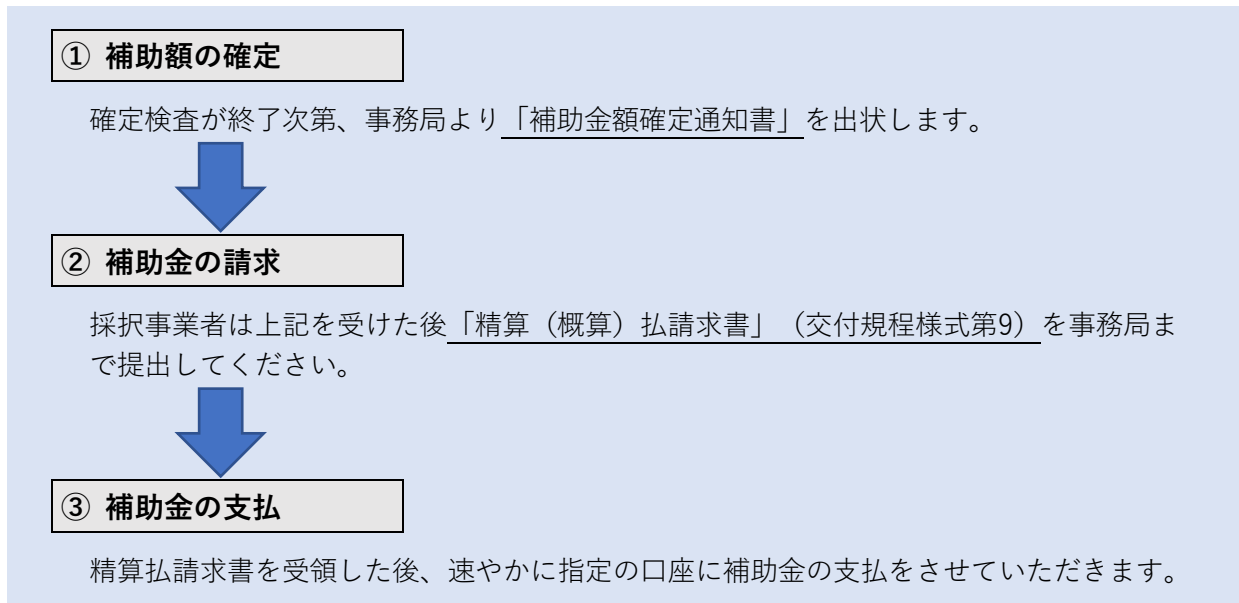 ① 補助額の確定
確定検査が終了次第、事務局より「補助金額確定通知書」を出状します。
② 補助金の請求
採択事業者は上記を受けた後「精算（概算）払請求書」（交付規程様式第9）を事務局ま
で提出してください。
③ 補助金の支払
精算払請求書を受領した後、速やかに指定の口座に補助金の支払をさせていただきます。